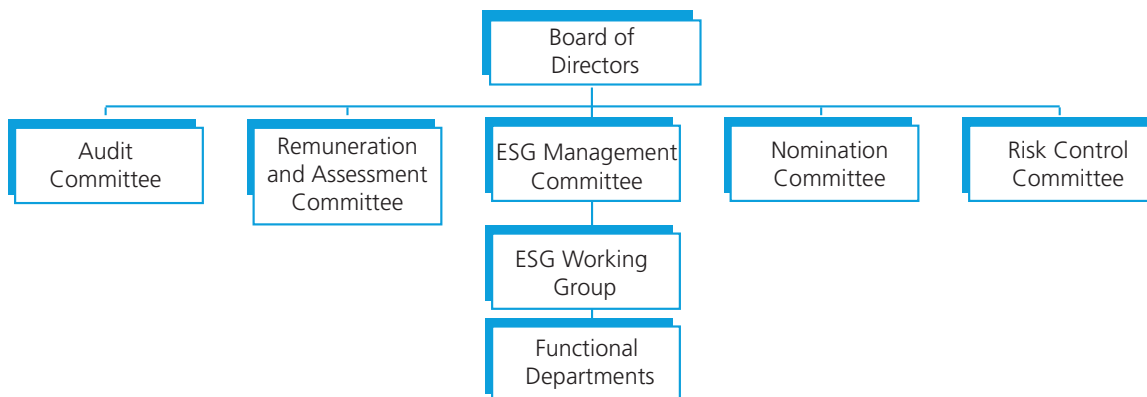 Board of
Directors
Audit
Committee
Remuneration
and Assessment
Committee
ESG Management
Committee
Nomination
Committee
Risk Control
Committee
ESG Working
Group
Functional
Departments